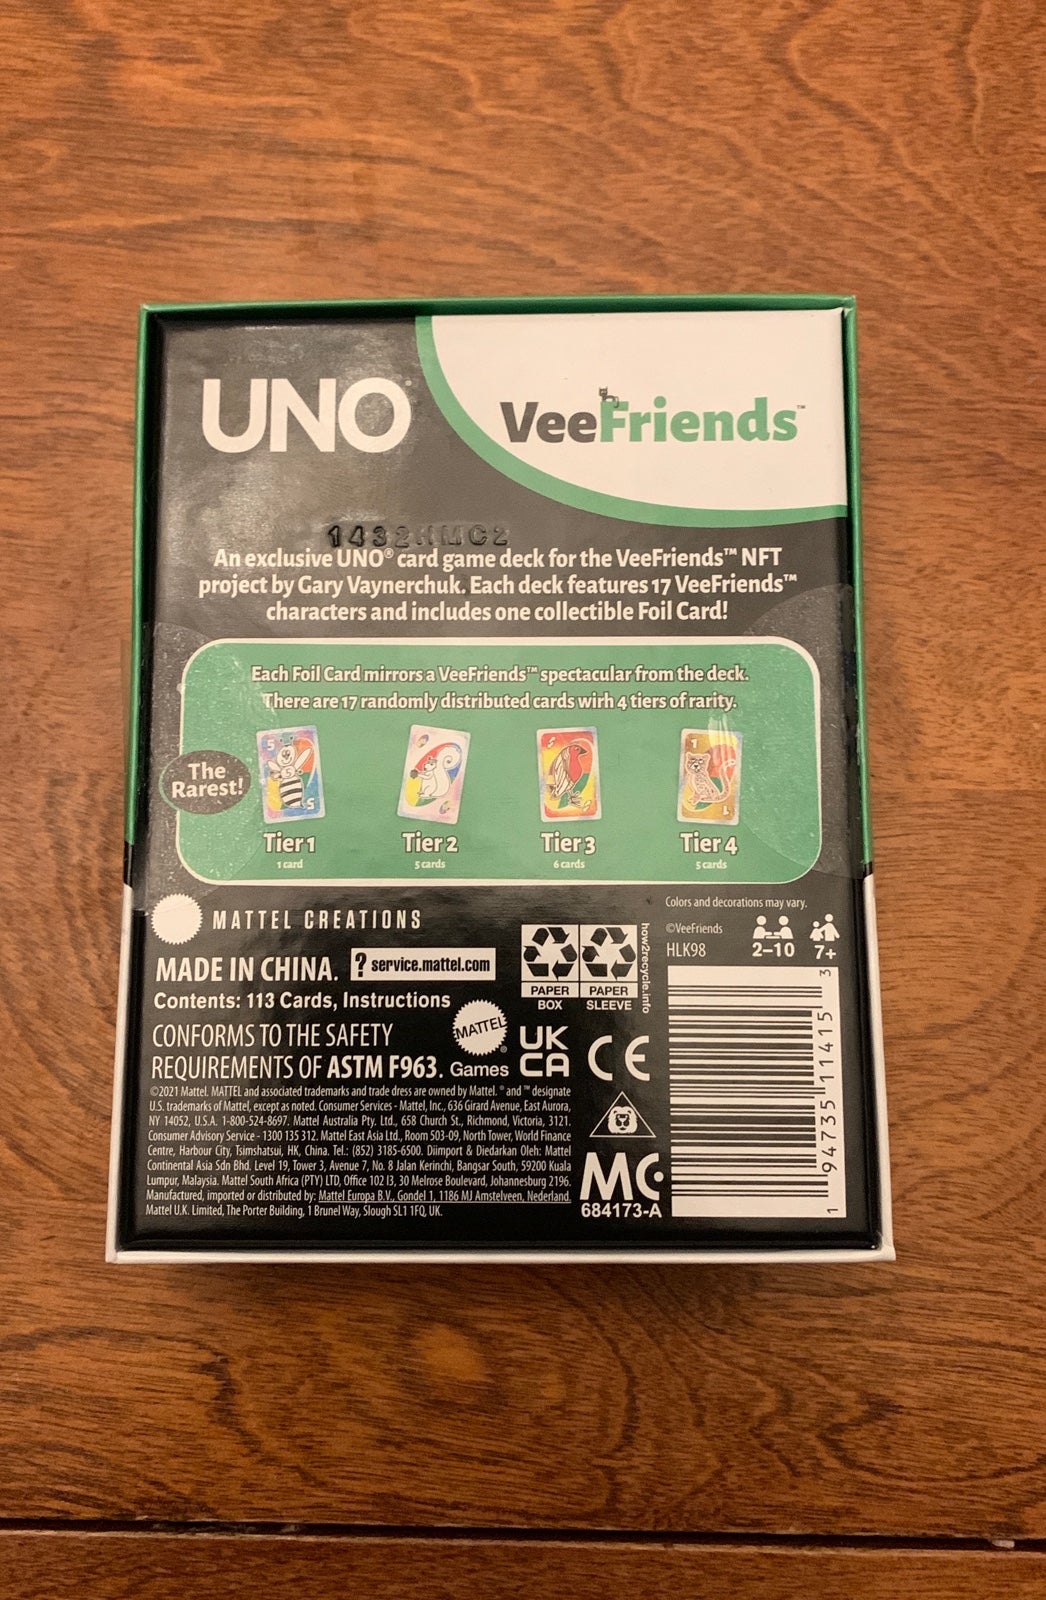 UNO®
VeeFriends™
1432
An exclusive UNO® card game deck for the VeeFriends™ NFT
project by Gary Vaynerchuk. Each deck features 17 VeeFriends™
characters and includes one collectible Foil Card!
Each Foil Card mirrors a VeeFriends™ spectacular from the deck.
There are 17 randomly distributed cards wirh 4 tiers of rarity.
The
Rarest!
5
5
5
1
1
Tier 1
Tier 2
Tier 3
Tier 4
1 card
5 cards
6 cards
5 cards
MATTEL CREATIONS
MADE IN CHINA.
? service.mattel.com
Contents: 113 Cards, Instructions
CONFORMS TO THE SAFETY
REQUIREMENTS OF ASTM F963.
MATTEL®
Games
PAPER
BOX
PAPER
SLEEVE
how2recycle.info
UK
CA
CE
Colors and decorations may vary.
©VeeFriends
HLK98
2–10
7+
©2021 Mattel. MATTEL and associated trademarks and trade dress are owned by Mattel. ® and ™ designate
U.S. trademarks of Mattel, except as noted. Consumer Services - Mattel, Inc., 636 Girard Avenue, East Aurora,
NY 14052, U.S.A. 1-800-524-8697. Mattel Australia Pty. Ltd., 658 Church St., Richmond, Victoria, 3121.
Consumer Advisory Service - 1300 135 312. Mattel East Asia Ltd., Room 503-09, North Tower, World Finance
Centre, Harbour City, Tsimshatsui, HK, China. Tel.: (852) 3185-6500. Diimport & Diedarkan Oleh: Mattel
Continental Asia Sdn Bhd. Level 19, Tower 3, Avenue 7, No. 8 Jalan Kerinchi, Bangsar South, 59200 Kuala
Lumpur, Malaysia. Mattel South Africa (PTY) LTD, Office 102 I3, 30 Melrose Boulevard, Johannesburg 2196.
Manufactured, imported or distributed by: Mattel Europa B.V., Gondel 1, 1186 MJ Amstelveen, Nederland.
Mattel U.K. Limited, The Porter Building, 1 Brunel Way, Slough SL1 1FQ, UK.
MC
684173-A
1 94735 11415 3